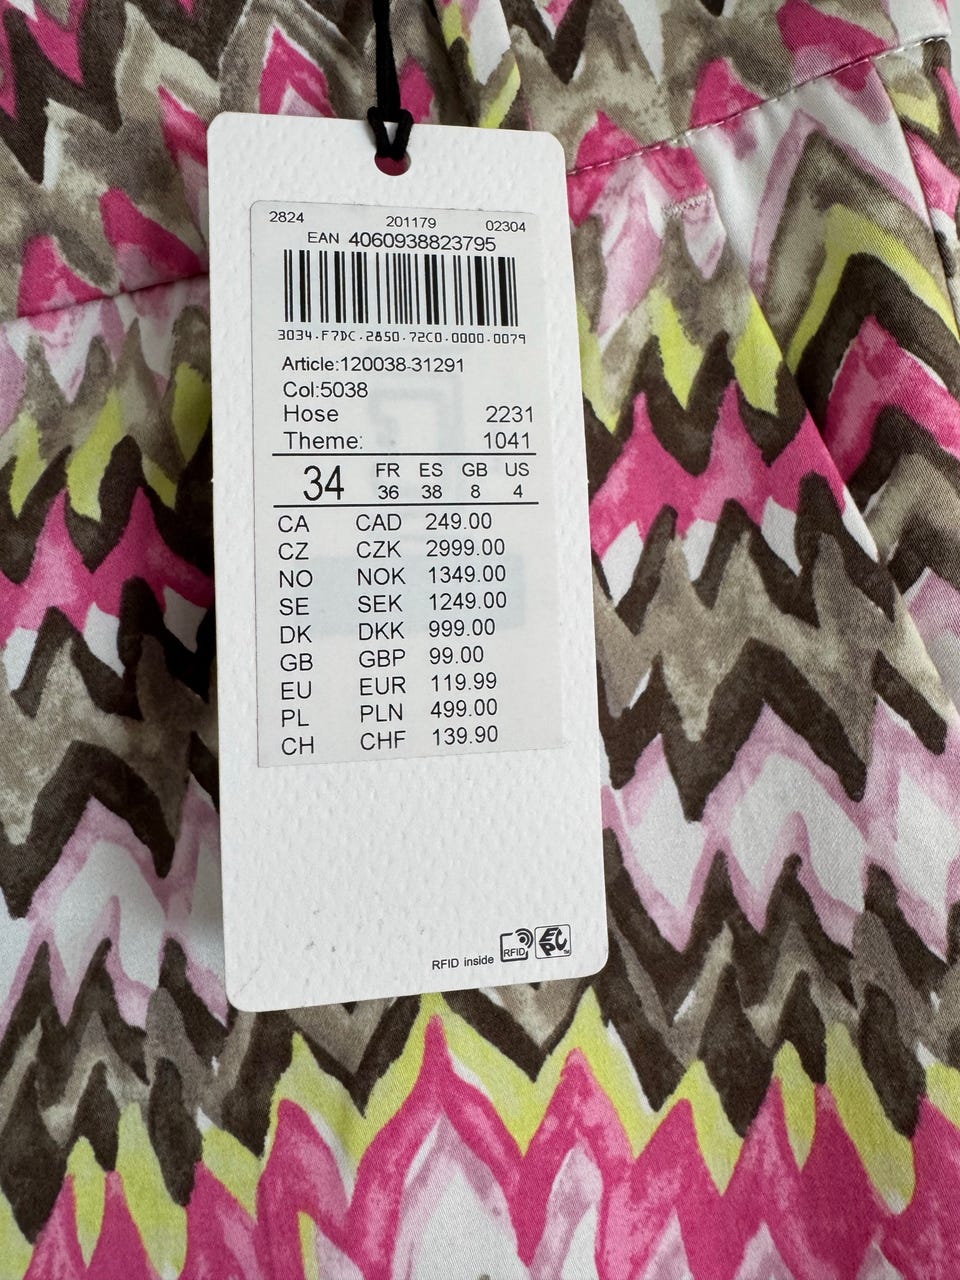 2824 201179 02304
EAN 4060938823795
3034.F7DC.2850.72C0.0000.0079
Article:120038-31291
Col:5038
Hose 2231
Theme: 1041
34 FR ES GB US
36 38 8 4
CA CAD 249.00
CZ CZK 2999.00
NO NOK 1349.00
SE SEK 1249.00
DK DKK 999.00
GB GBP 99.00
EU EUR 119.99
PL PLN 499.00
CH CHF 139.90
RFID inside RFID EPC TM